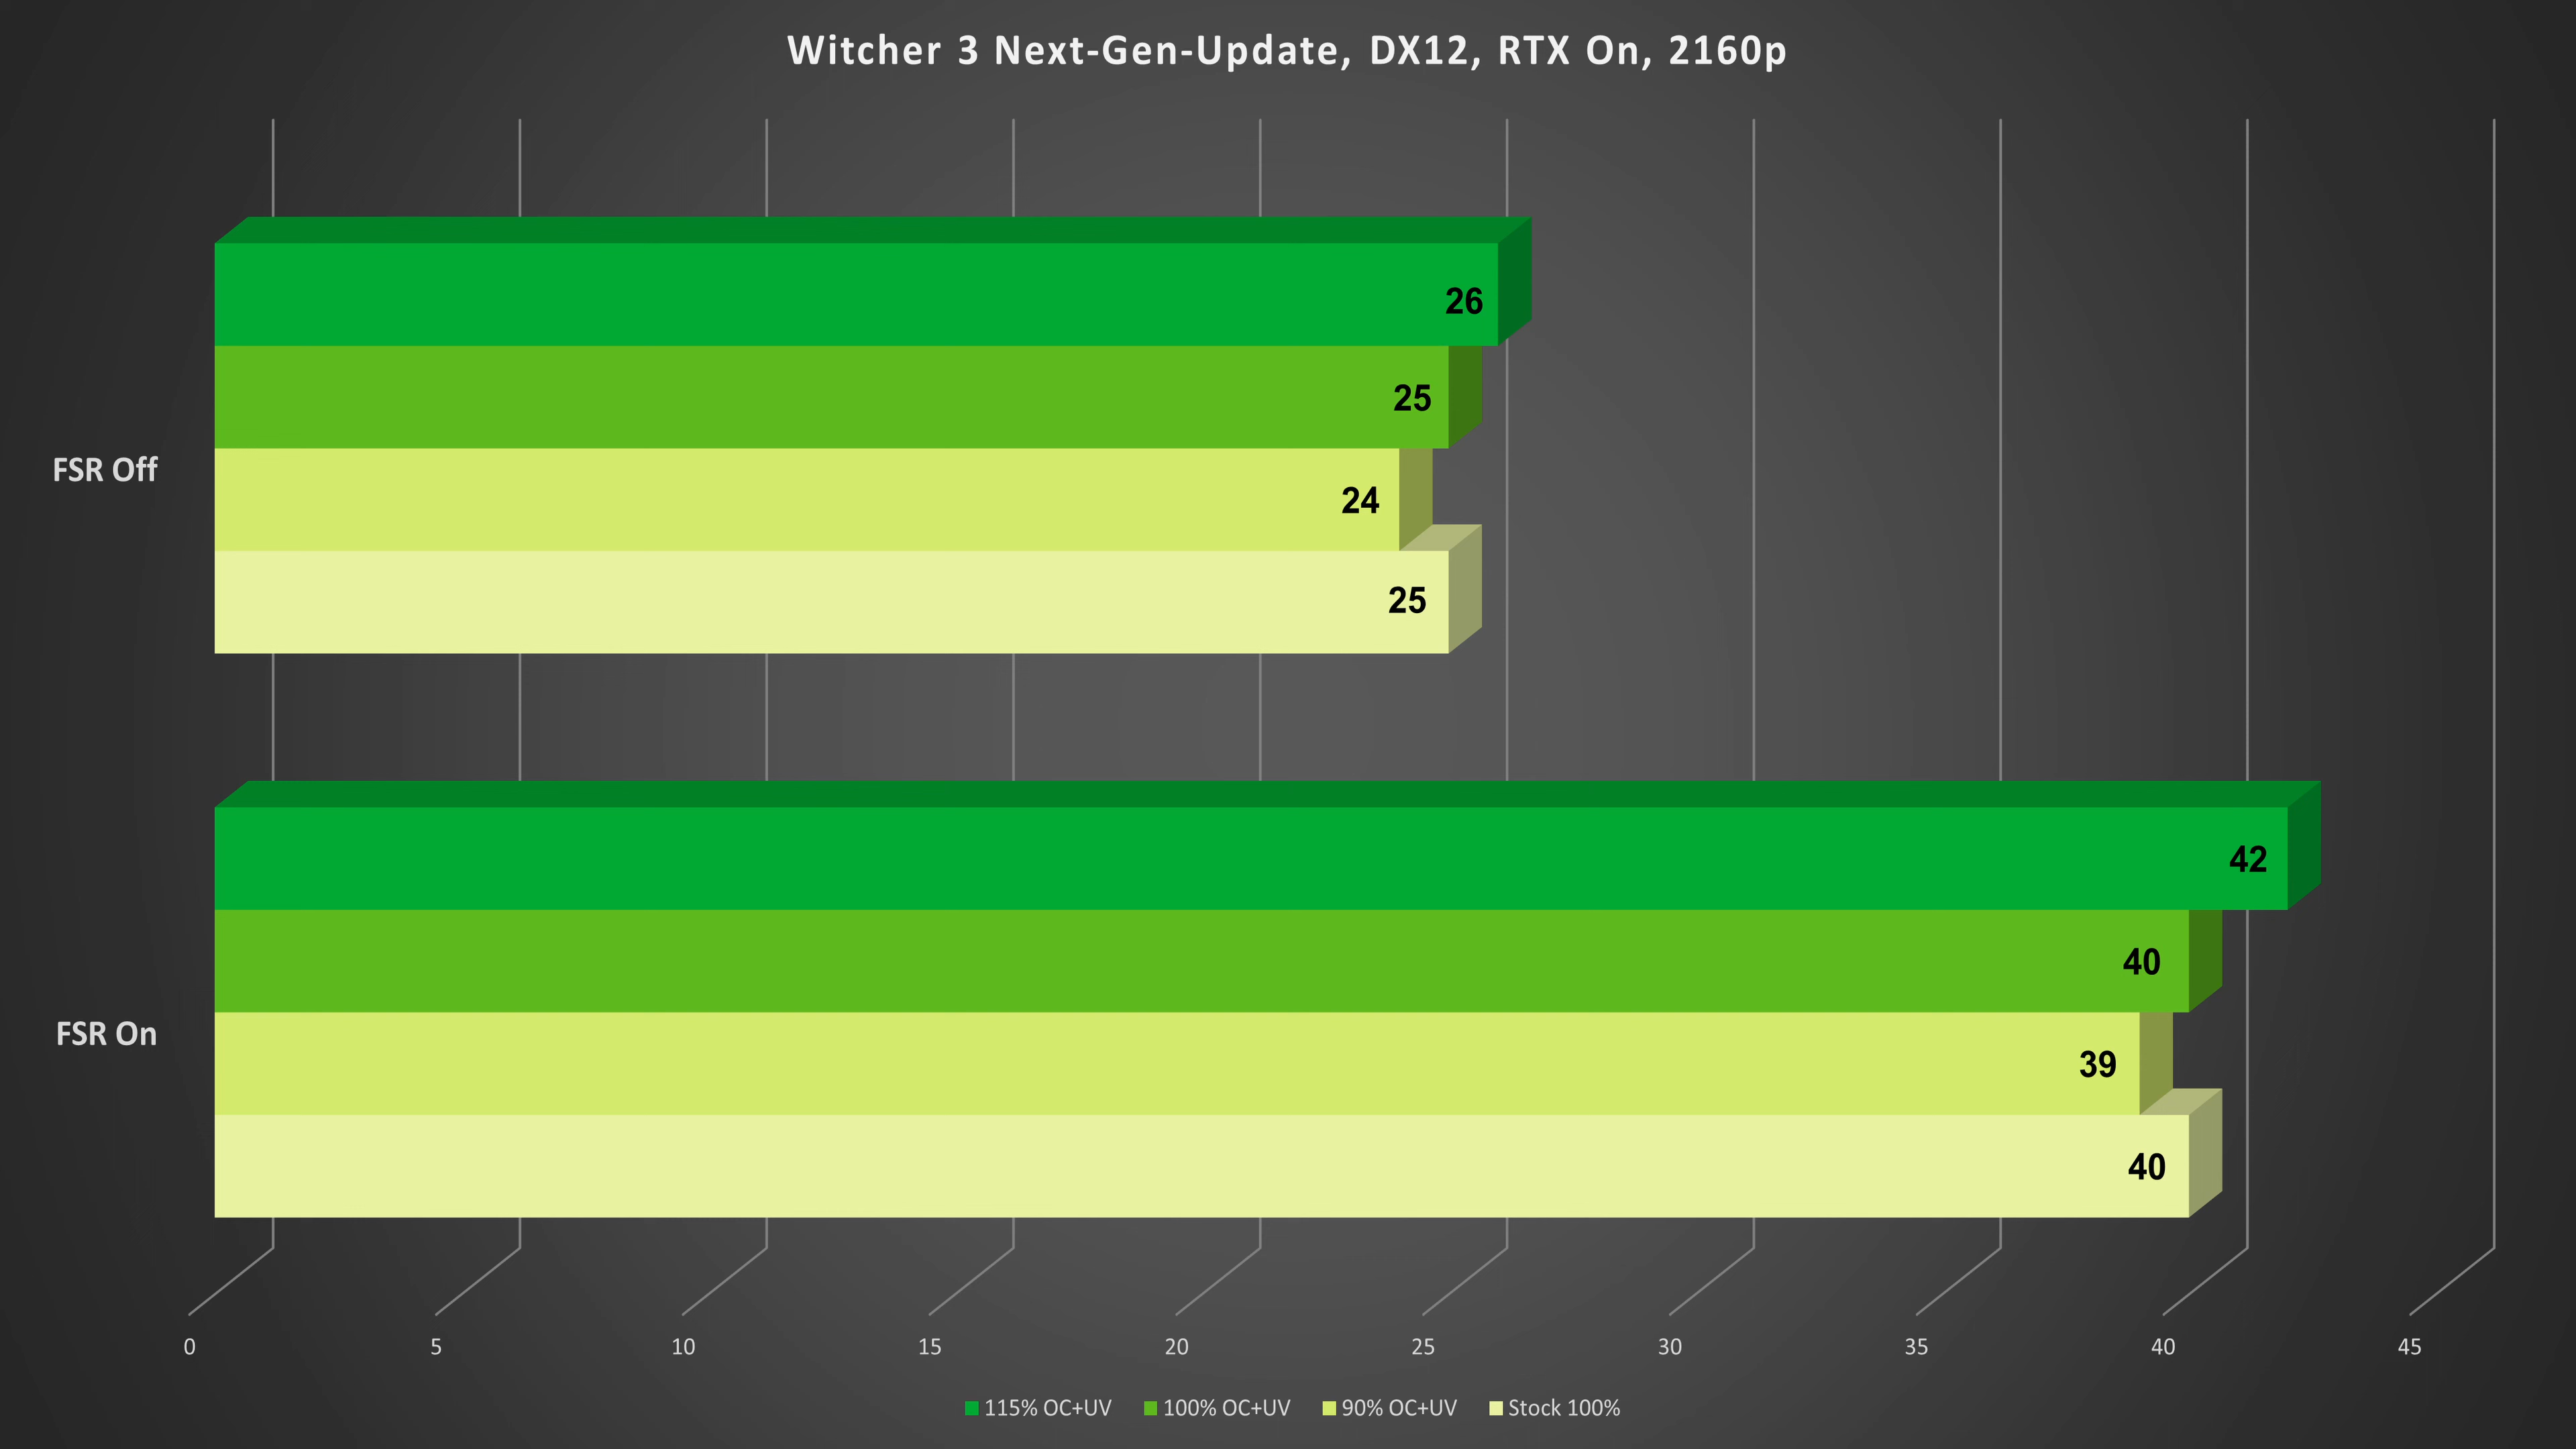 Witcher 3 Next-Gen-Update, DX12, RTX On, 2160p
26
25
FSR Off
24
25
42
40
FSR On
39
40
0 5 10 15 20 25 30 35 40 45
115% OC+UV 100% OC+UV 90% OC+UV Stock 100%